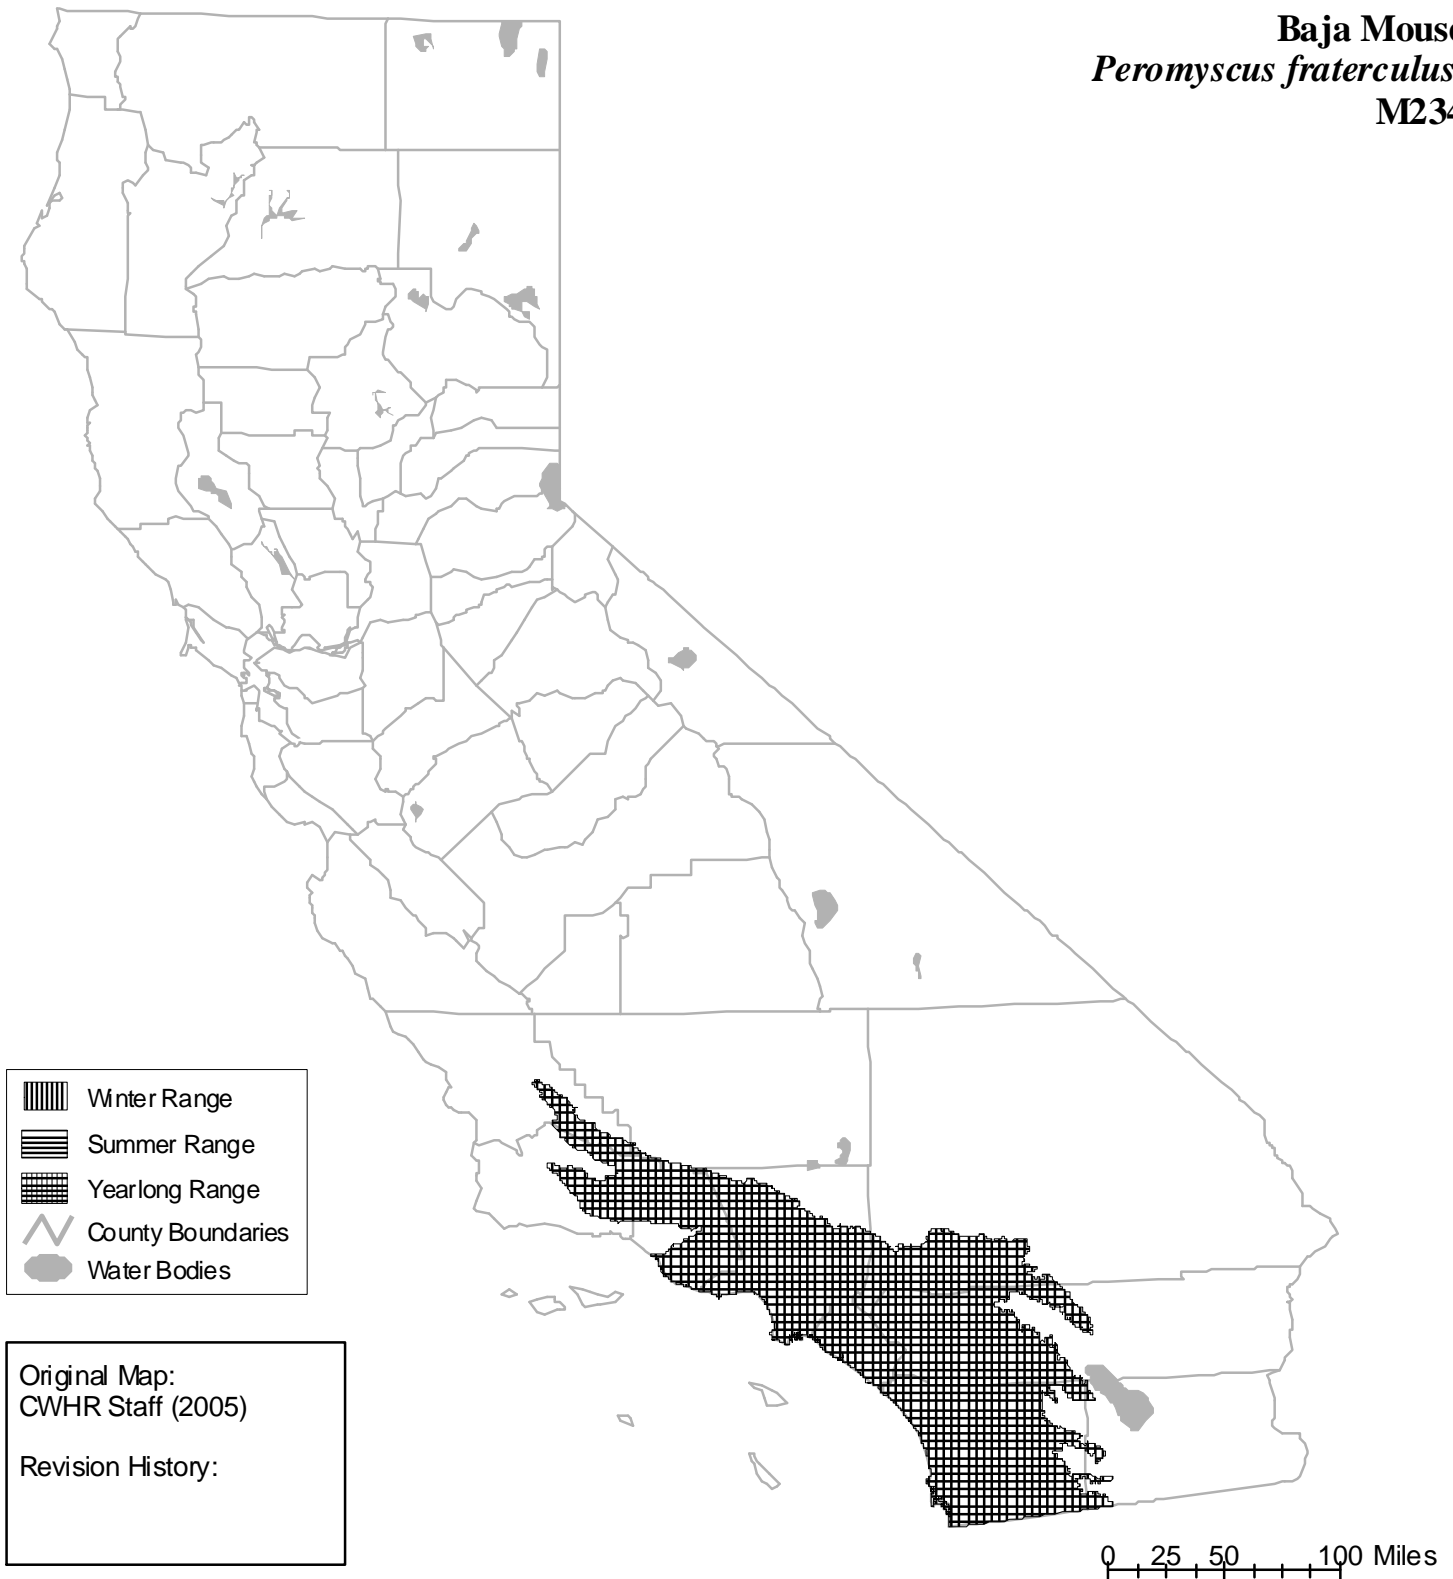 Baja Mouse
Peromyscus fraterculus
M234
Winter Range
Summer Range
Yearlong Range
County Boundaries
Water Bodies
Original Map:
CWHR Staff (2005)
Revision History:
0 25 50 100 Miles